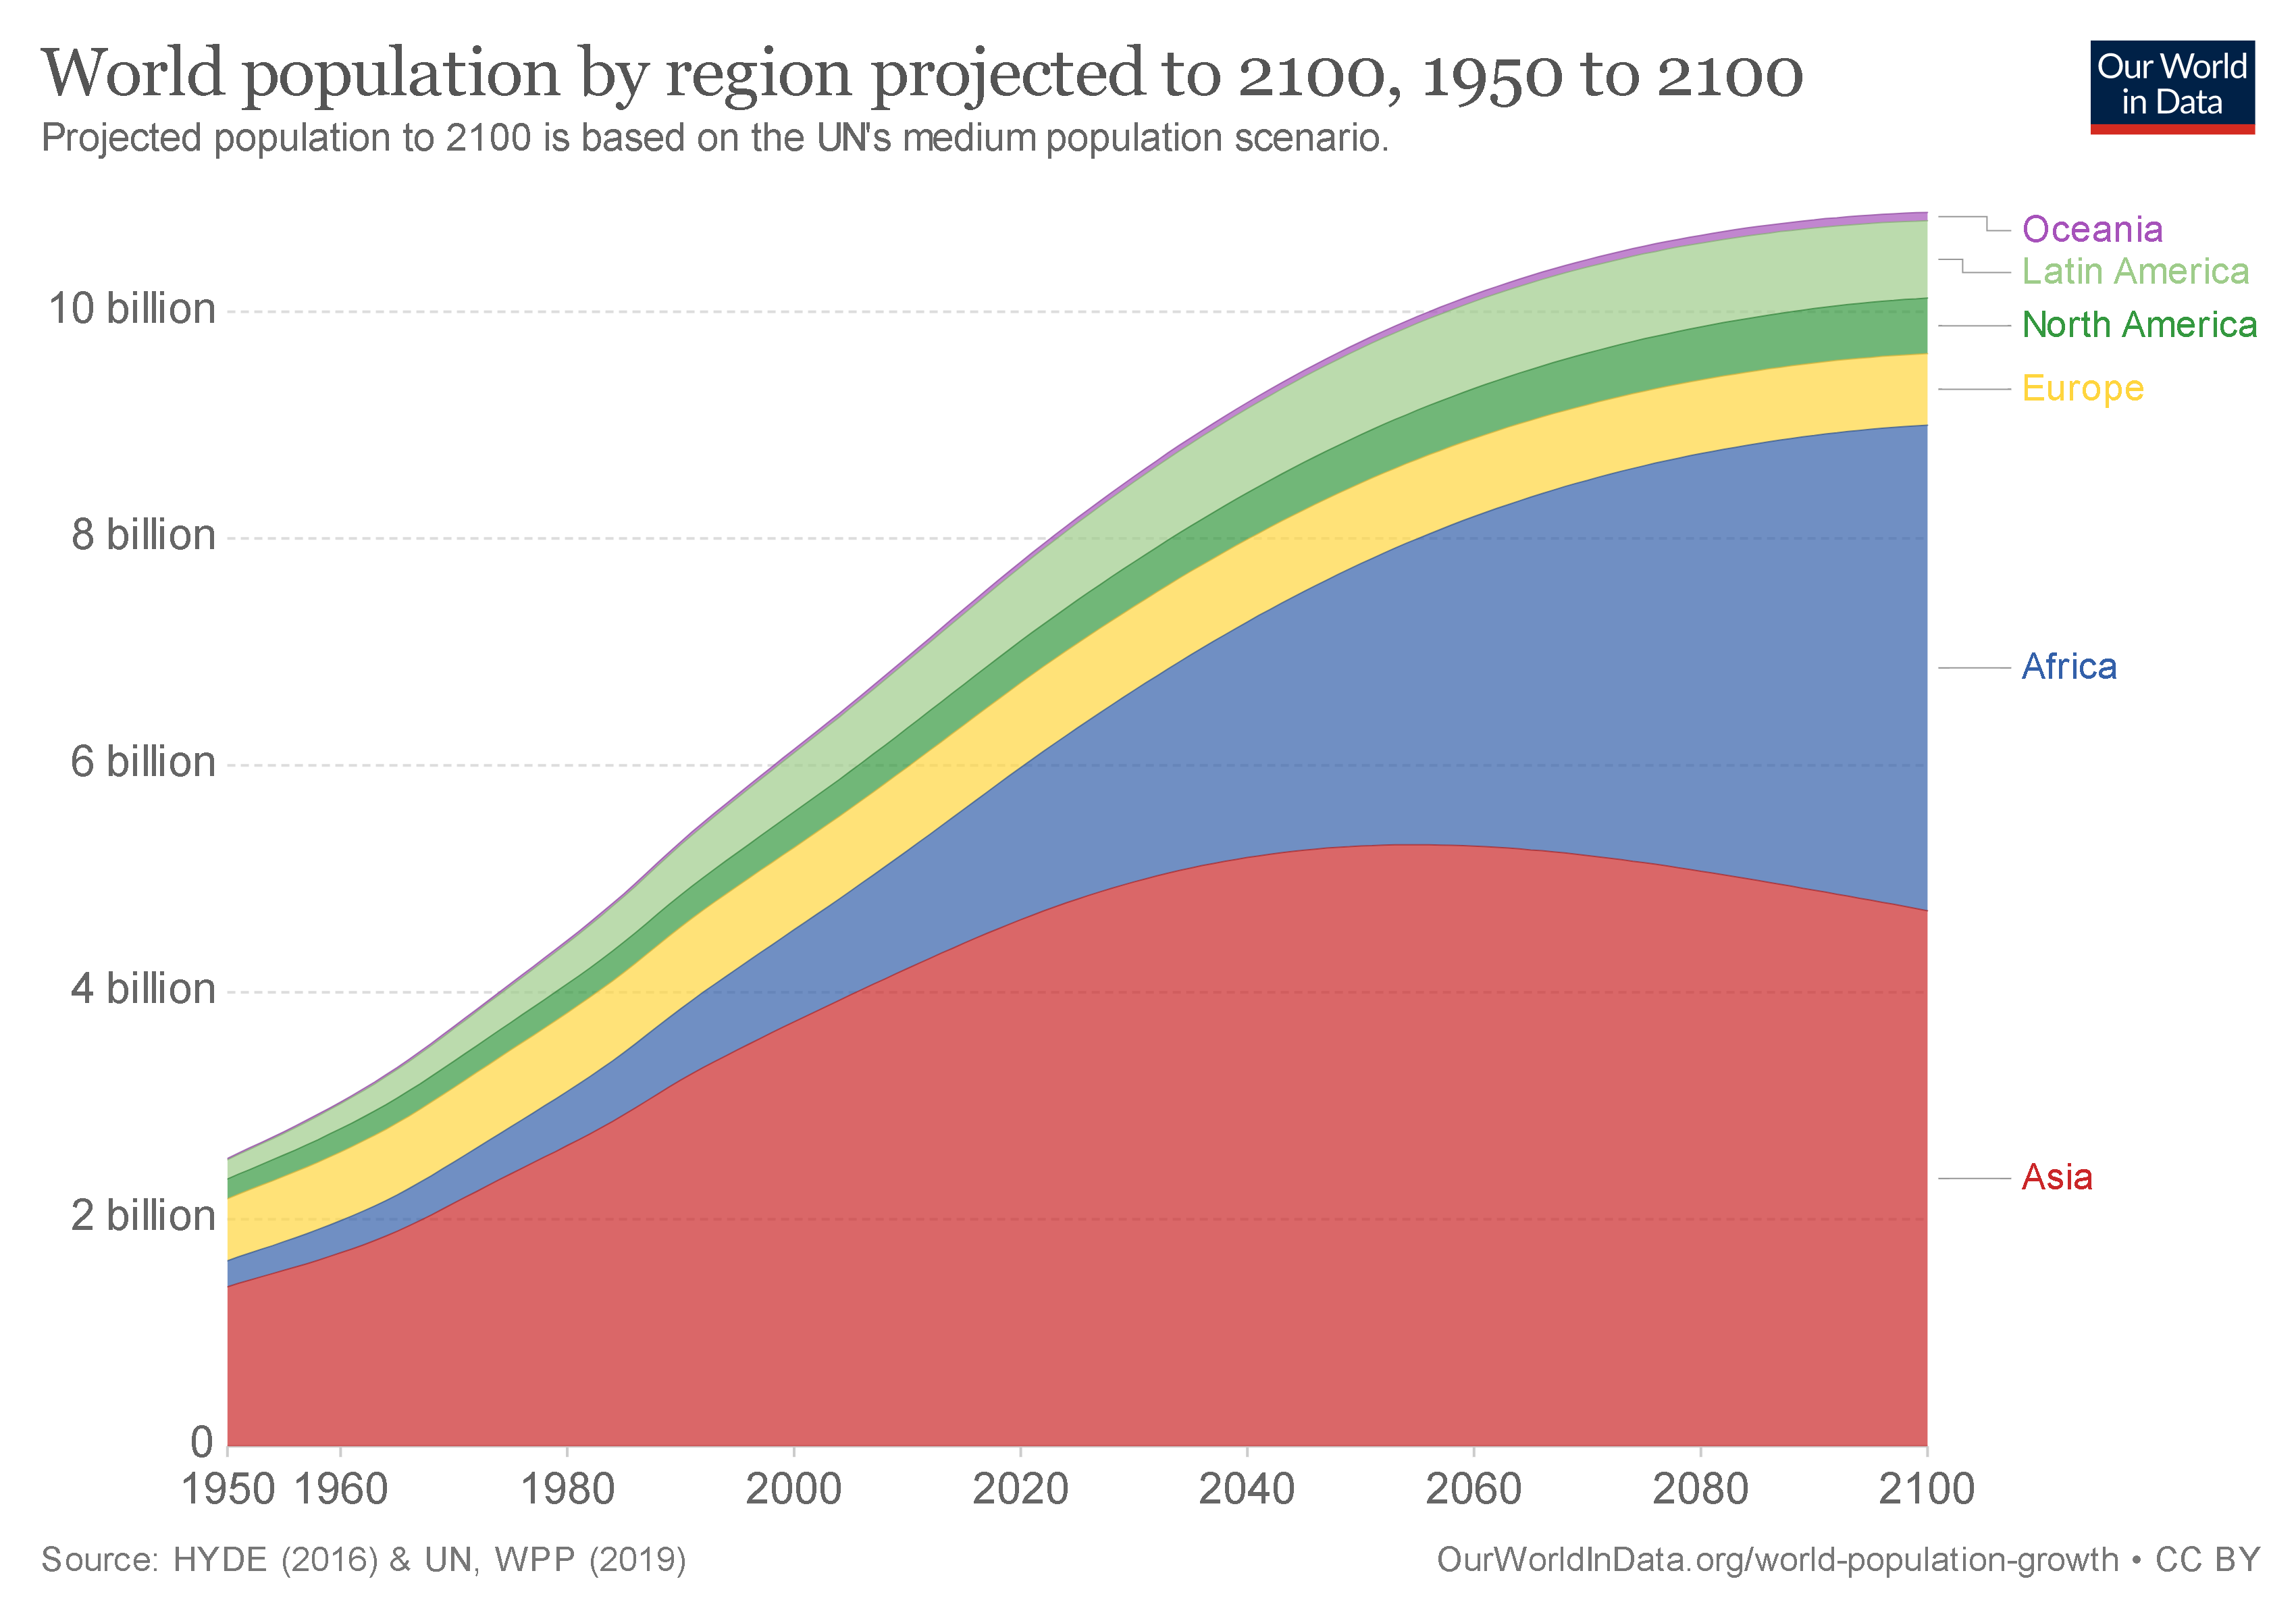 World population by region projected to 2100, 1950 to 2100
Projected population to 2100 is based on the UN's medium population scenario.
Our World
in Data
Oceania
Latin America
10 billion
North America
Europe
8 billion
Africa
6 billion
4 billion
Asia
2 billion
0
1950 1960 1980 2000 2020 2040 2060 2080 2100
Source: HYDE (2016) & UN, WPP (2019)
OurWorldInData.org/world-population-growth • CC BY